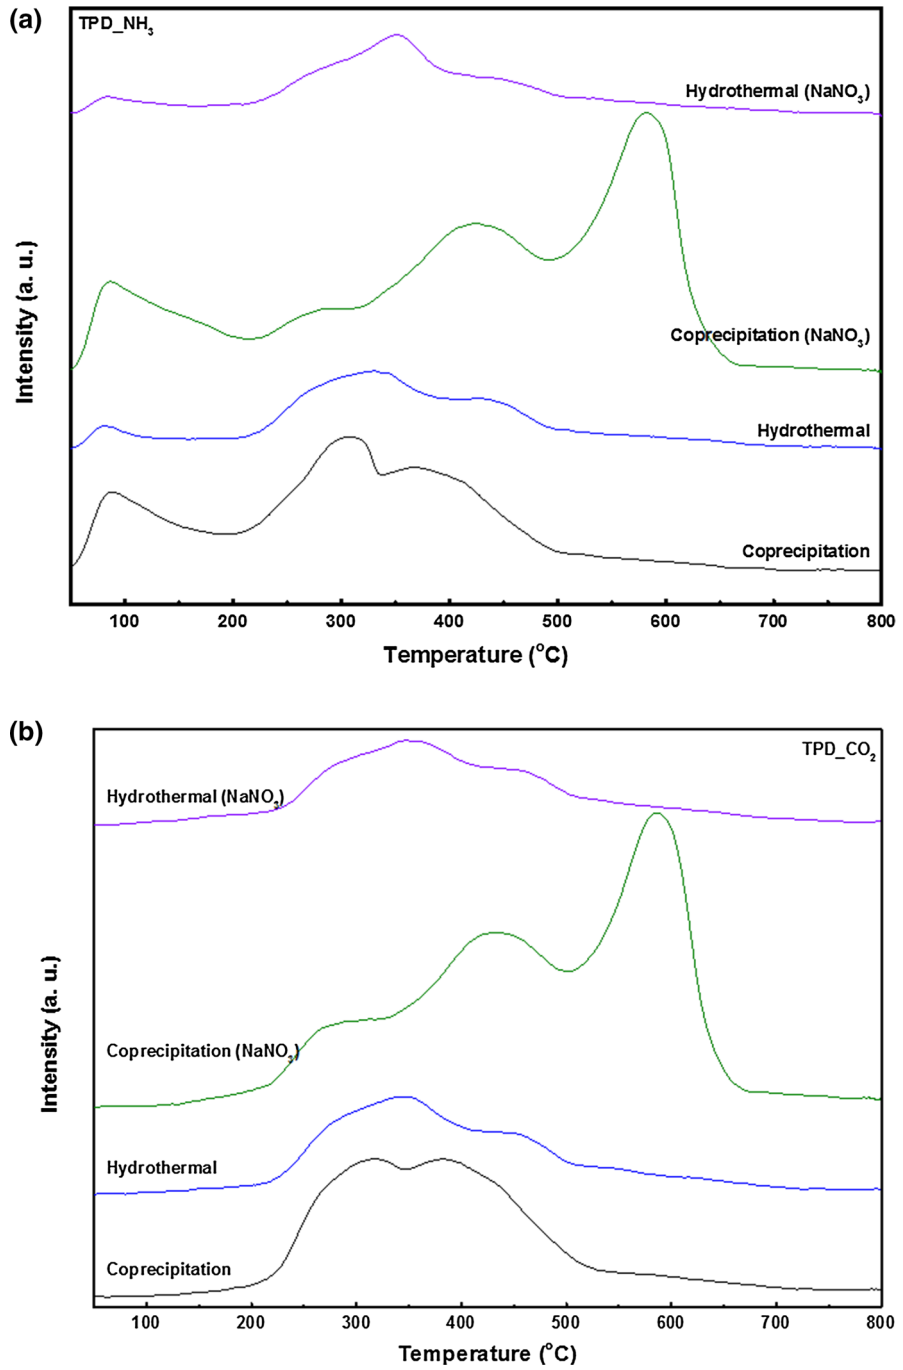 (a)
TPD_NH₃
Hydrothermal (NaNO₃)
Coprecipitation (NaNO₃)
Hydrothermal
Coprecipitation
Intensity (a. u.)
100 200 300 400 500 600 700 800
Temperature (°C)
(b)
TPD_CO₂
Hydrothermal (NaNO₃)
Coprecipitation (NaNO₃)
Hydrothermal
Coprecipitation
Intensity (a. u.)
100 200 300 400 500 600 700 800
Temperature (°C)